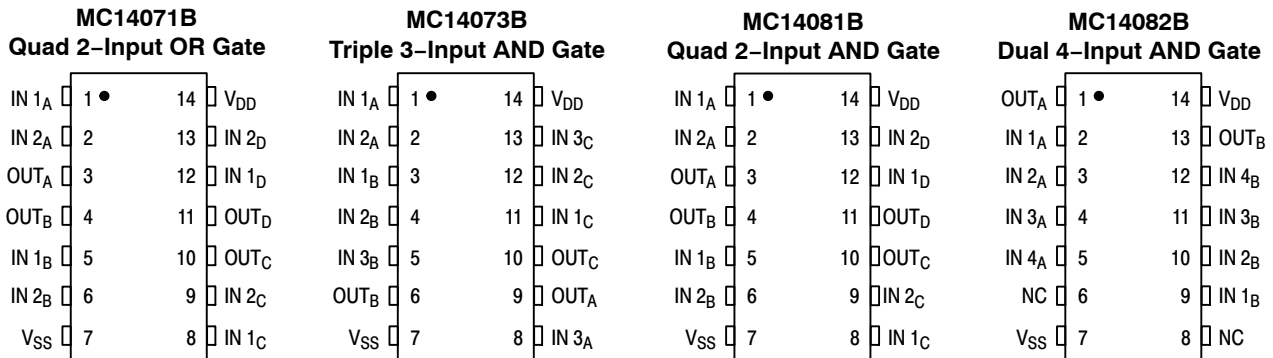 MC14071B
Quad 2−Input OR Gate
IN 1A 1 14 VDD
IN 2A 2 13 IN 2D
OUTA 3 12 IN 1D
OUTB 4 11 OUTD
IN 1B 5 10 OUTC
IN 2B 6 9 IN 2C
VSS 7 8 IN 1C
MC14073B
Triple 3−Input AND Gate
IN 1A 1 14 VDD
IN 2A 2 13 IN 3C
IN 1B 3 12 IN 2C
IN 2B 4 11 IN 1C
IN 3B 5 10 OUTC
OUTB 6 9 OUTA
VSS 7 8 IN 3A
MC14081B
Quad 2−Input AND Gate
IN 1A 1 14 VDD
IN 2A 2 13 IN 2D
OUTA 3 12 IN 1D
OUTB 4 11 OUTD
IN 1B 5 10 OUTC
IN 2B 6 9 IN 2C
VSS 7 8 IN 1C
MC14082B
Dual 4−Input AND Gate
OUTA 1 14 VDD
IN 1A 2 13 OUTB
IN 2A 3 12 IN 4B
IN 3A 4 11 IN 3B
IN 4A 5 10 IN 2B
NC 6 9 IN 1B
VSS 7 8 NC